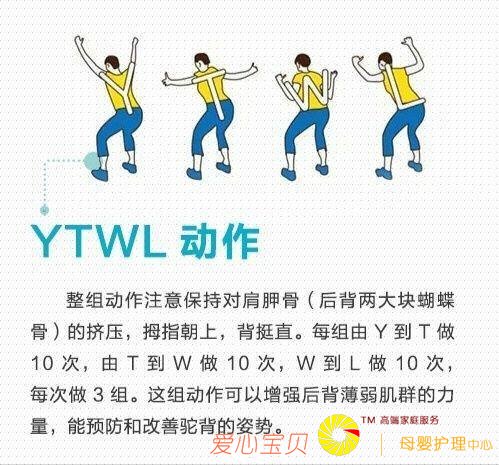 Y
T
W
L
YTWL 动作
整组动作注意保持对肩胛骨（后背两大块蝴蝶
骨）的挤压，拇指朝上，背挺直。每组由 Y 到 T 做
10 次，由 T 到 W 做 10 次，W 到 L 做 10 次，
每次做 3 组。这组动作可以增强后背薄弱肌群的力
量，能预防和改善驼背的姿势。
爱心宝贝
TM 高端家庭服务
母婴护理中心